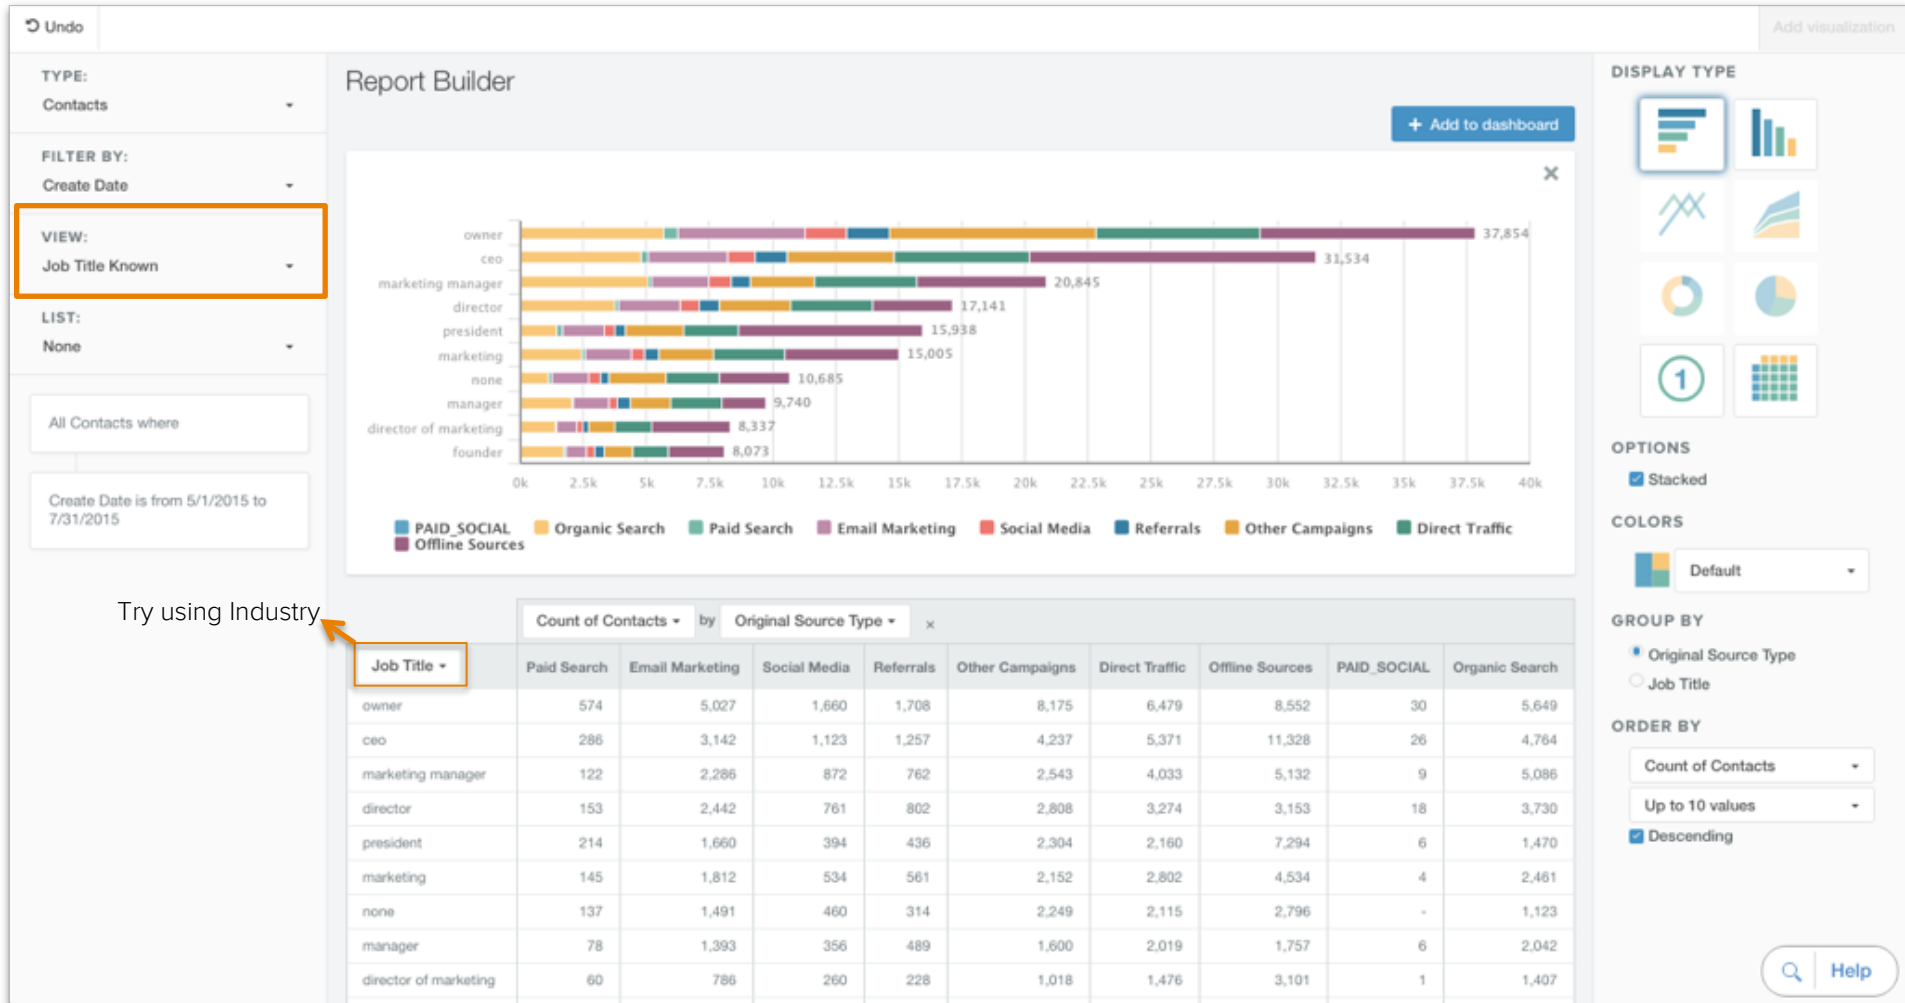 Undo
Add visualization
TYPE:
Contacts
FILTER BY:
Create Date
VIEW:
Job Title Known
LIST:
None
All Contacts where
Create Date is from 5/1/2015 to
7/31/2015
Try using Industry
Report Builder
+ Add to dashboard
owner 37,854
ceo 31,534
marketing manager 20,845
director 17,141
president 15,938
marketing 15,005
none 10,685
manager 9,740
director of marketing 8,337
founder 8,073
0k 2.5k 5k 7.5k 10k 12.5k 15k 17.5k 20k 22.5k 25k 27.5k 30k 32.5k 35k 37.5k 40k
PAID_SOCIAL Organic Search Paid Search Email Marketing Social Media Referrals Other Campaigns Direct Traffic
Offline Sources
Count of Contacts by Original Source Type ×
Job Title Paid Search Email Marketing Social Media Referrals Other Campaigns Direct Traffic Offline Sources PAID_SOCIAL Organic Search
owner 574 5,027 1,660 1,708 8,175 6,479 8,552 30 5,649
ceo 286 3,142 1,123 1,257 4,237 5,371 11,328 26 4,764
marketing manager 122 2,286 872 762 2,543 4,033 5,132 9 5,086
director 153 2,442 761 802 2,808 3,274 3,153 18 3,730
president 214 1,660 394 436 2,304 2,160 7,294 6 1,470
marketing 145 1,812 534 561 2,152 2,802 4,534 4 2,461
none 137 1,491 460 314 2,249 2,115 2,796 - 1,123
manager 78 1,393 356 489 1,600 2,019 1,757 6 2,042
director of marketing 60 786 260 228 1,018 1,476 3,101 1 1,407
DISPLAY TYPE
1
OPTIONS
Stacked
COLORS
Default
GROUP BY
Original Source Type
Job Title
ORDER BY
Count of Contacts
Up to 10 values
Descending
Help